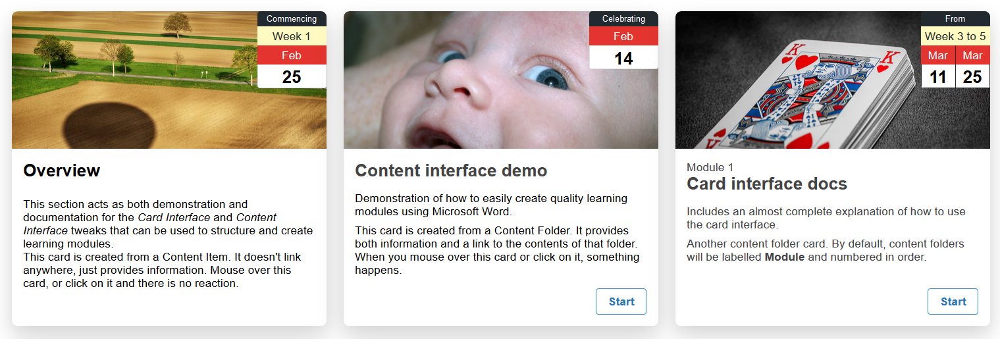 Commencing
Week 1
Feb
25
Overview
This section acts as both demonstration and
documentation for the Card Interface and Content
Interface tweaks that can be used to structure and create
learning modules.
This card is created from a Content Item. It doesn't link
anywhere, just provides information. Mouse over this
card, or click on it and there is no reaction.
Celebrating
Feb
14
Content interface demo
Demonstration of how to easily create quality learning
modules using Microsoft Word.
This card is created from a Content Folder. It provides
both information and a link to the contents of that folder.
When you mouse over this card or click on it, something
happens.
Start
From
Week 3 to 5
Mar Mar
11 25
K K
K
Module 1
Card interface docs
Includes an almost complete explanation of how to use
the card interface.
Another content folder card. By default, content folders
will be labelled Module and numbered in order.
Start